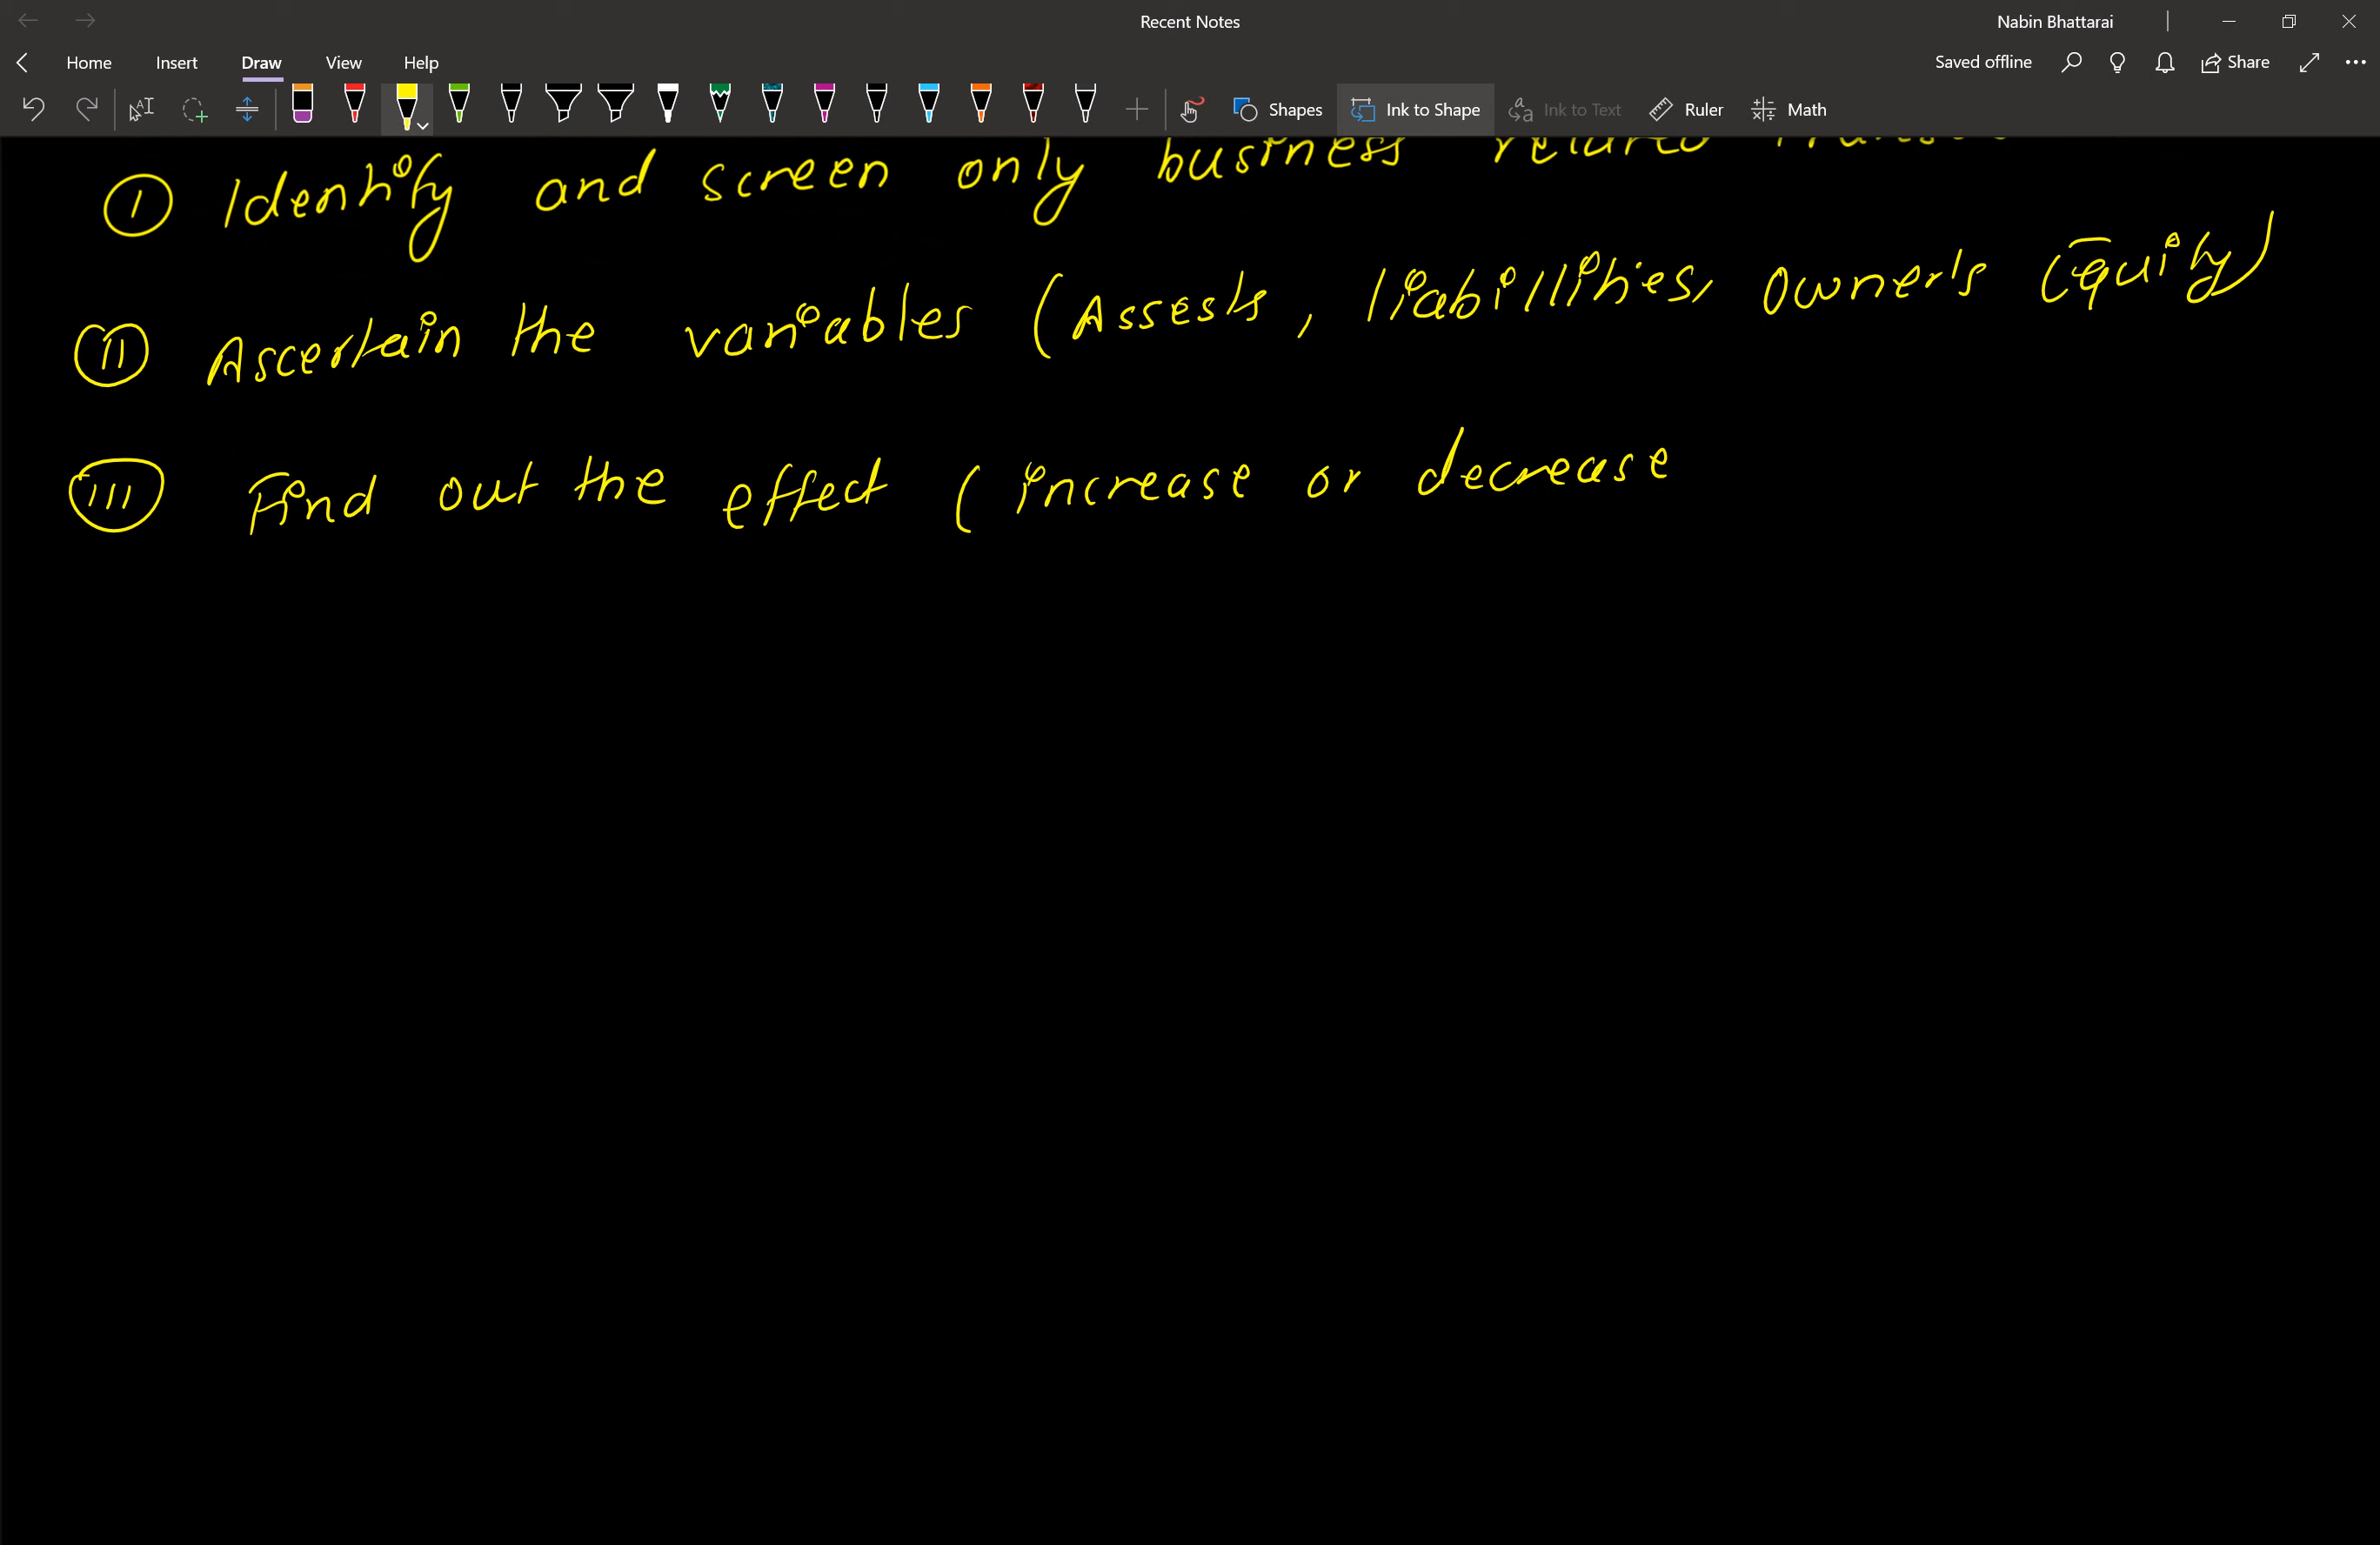 Recent Notes
Nabin Bhattarai
Home Insert Draw View Help
Saved offline
Share
Shapes Ink to Shape Ink to Text Ruler Math
I Identify and screen only business related
II Ascertain the variables (Assests, liabillities, Owner's Equity)
III Find out the effect (increase or decrease